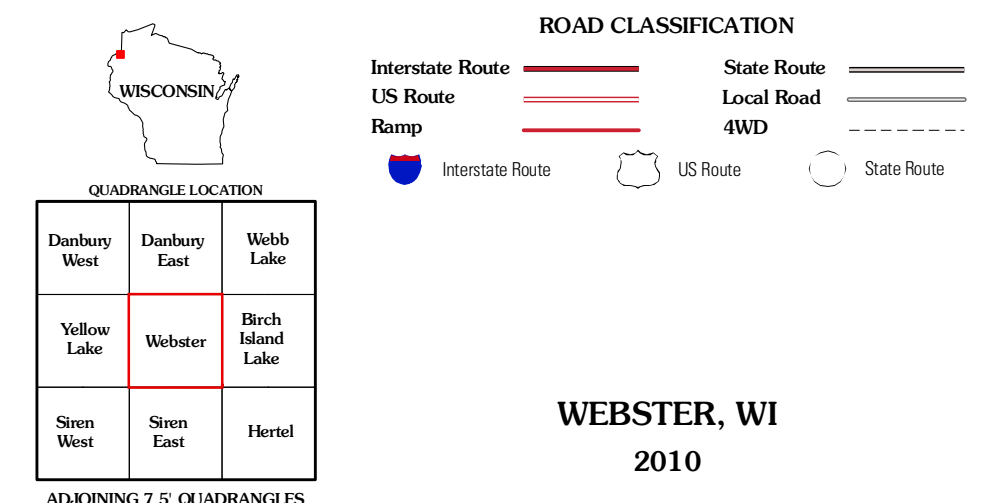 WISCONSIN
QUADRANGLE LOCATION
Danbury
West
Danbury
East
Webb
Lake
Yellow
Lake
Webster
Birch
Island
Lake
Siren
West
Siren
East
Hertel
ADJOINING 7.5' QUADRANGLES
ROAD CLASSIFICATION
Interstate Route
State Route
US Route
Local Road
Ramp
4WD
Interstate Route
US Route
State Route
WEBSTER, WI
2010